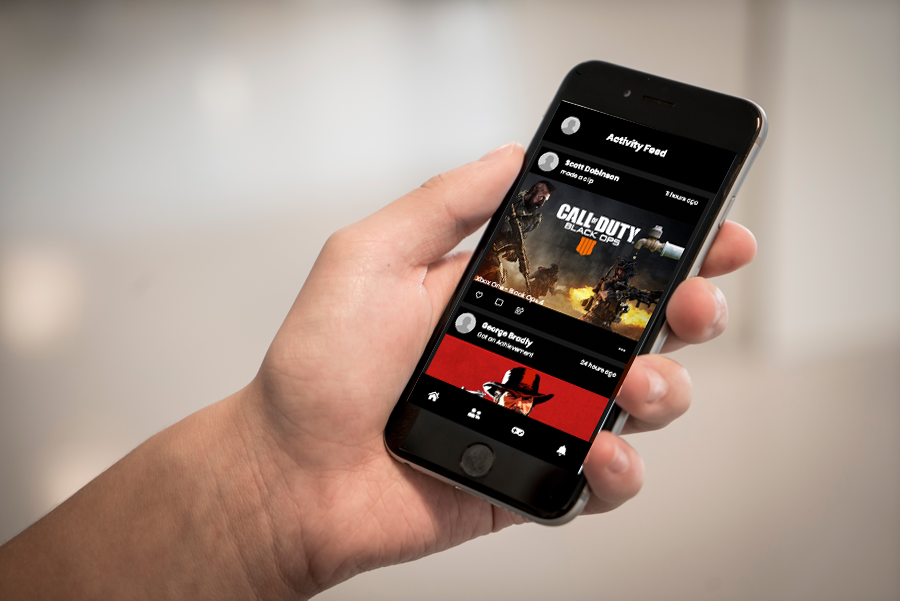 Activity Feed
Scott Dobinson
made a clip
11 hours ago
CALL OF DUTY
BLACK OPS
IIII
Xbox One - Black Ops 4
George Bradly
Got an Achievement
24 hours ago